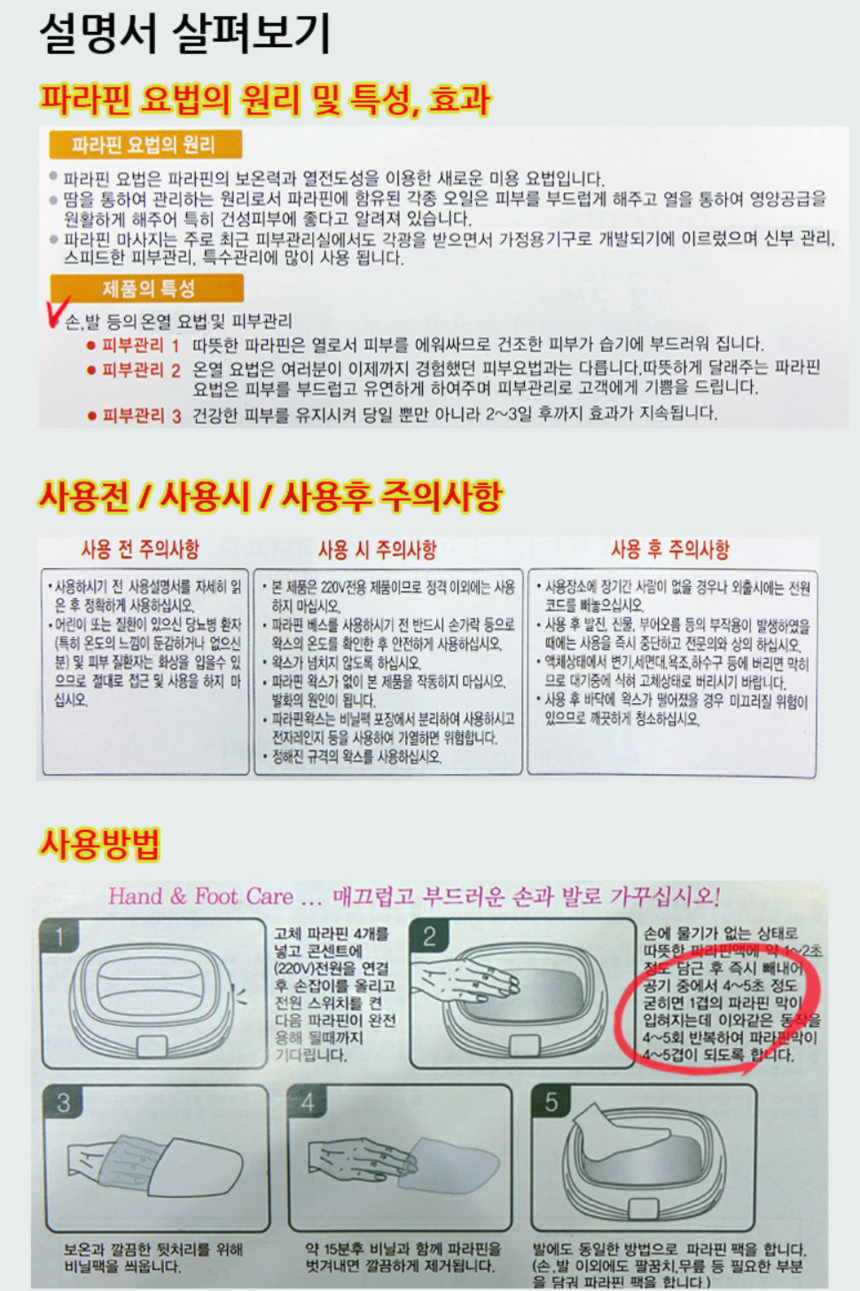 설명서 살펴보기
파라핀 요법의 원리 및 특성, 효과
파라핀 요법의 원리
파라핀 요법은 파라핀의 보온력과 열전도성을 이용한 새로운 미용 요법입니다.
땀을 통하여 관리하는 원리로서 파라핀에 함유된 각종 오일은 피부를 부드럽게 해주고 열을 통하여 영양공급을
원활하게 해주어 특히 건성피부에 좋다고 알려져 있습니다.
파라핀 마사지는 주로 최근 피부관리실에서도 각광을 받으면서 가정용기구로 개발되기에 이르렀으며 신부 관리,
스피드한 피부관리, 특수관리에 많이 사용 됩니다.
제품의 특성
손,발 등의 온열 요법및 피부관리
● 피부관리 1 따뜻한 파라핀은 열로서 피부를 에워싸므로 건조한 피부가 습기에 부드러워 집니다.
● 피부관리 2 온열 요법은 여러분이 이제까지 경험했던 피부요법과는 다릅니다.따뜻하게 달래주는 파라핀
요법은 피부를 부드럽고 유연하게 하여주며 피부관리로 고객에게 기쁨을 드립니다.
● 피부관리 3 건강한 피부를 유지시켜 당일 뿐만 아니라 2~3일 후까지 효과가 지속됩니다.
사용전 / 사용시 / 사용후 주의사항
사용 전 주의사항
• 사용하시기 전 사용설명서를 자세히 읽
은 후 정확하게 사용하십시오.
• 어린이 또는 질환이 있으신 당뇨병 환자
(특히 온도의 느낌이 둔감하거나 없으신
분) 및 피부 질환자는 화상을 입을수 있
으므로 절대로 접근 및 사용을 하지 마
십시오.
사용 시 주의사항
• 본 제품은 220V전용 제품이므로 정격 이외에는 사용
하지 마십시오.
• 파라핀 베스를 사용하시기 전 반드시 손가락 등으로
왁스의 온도를 확인한 후 안전하게 사용하십시오.
• 왁스가 넘치지 않도록 하십시오.
• 파라핀 왁스가 없이 본 제품을 작동하지 마십시오.
발화의 원인이 됩니다.
• 파라핀왁스는 비닐팩 포장에서 분리하여 사용하시고
전자레인지 등을 사용하여 가열하면 위험합니다.
• 정해진 규격의 왁스를 사용하십시오.
사용 후 주의사항
• 사용장소에 장기간 사람이 없을 경우나 외출시에는 전원
코드를 빼놓으십시오.
• 사용 후 발진, 진물, 부어오름 등의 부작용이 발생하였을
때에는 사용을 즉시 중단하고 전문의와 상의 하십시오.
• 액체상태에서 변기,세면대,욕조,하수구 등에 버리면 막히
므로 대기중에 식혀 고체상태로 버리시기 바랍니다.
• 사용 후 바닥에 왁스가 떨어졌을 경우 미끄러질 위험이
있으므로 깨끗하게 청소하십시오.
사용방법
Hand & Foot Care ... 매끄럽고 부드러운 손과 발로 가꾸십시오!
1
고체 파라핀 4개를
넣고 콘센트에
(220V)전원을 연결
후 손잡이를 올리고
전원 스위치를 켠
다음 파라핀이 완전
용해 될때까지
기다립니다.
2
손에 물기가 없는 상태로
따뜻한 파라핀액에 약 1~2초
정도 담근 후 즉시 빼내어
공기 중에서 4~5초 정도
굳히면 1겹의 파라핀 막이
입혀지는데 이와같은 동작을
4~5회 반복하여 파라핀막이
4~5겹이 되도록 합니다.
3
보온과 깔끔한 뒷처리를 위해
비닐팩을 씌웁니다.
4
약 15분후 비닐과 함께 파라핀을
벗겨내면 깔끔하게 제거됩니다.
5
발에도 동일한 방법으로 파라핀 팩을 합니다.
(손,발 이외에도 팔꿈치,무릎 등 필요한 부분
을 담궈 파라핀 팩을 합니다.)